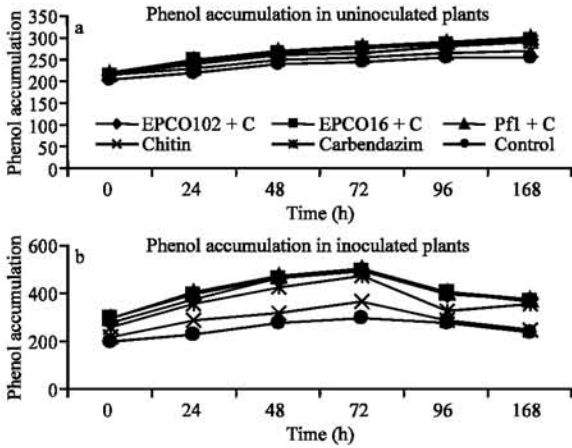 Phenol accumulation in uninoculated plants
a
Phenol accumulation
350
300
250
200
150
100
50
0
EPCO102 + C EPCO16 + C Pf1 + C
Chitin Carbendazim Control
0 24 48 72 96 168
Time (h)
Phenol accumulation in inoculated plants
b
Phenol accumulation
600
400
200
0
0 24 48 72 96 168
Time (h)